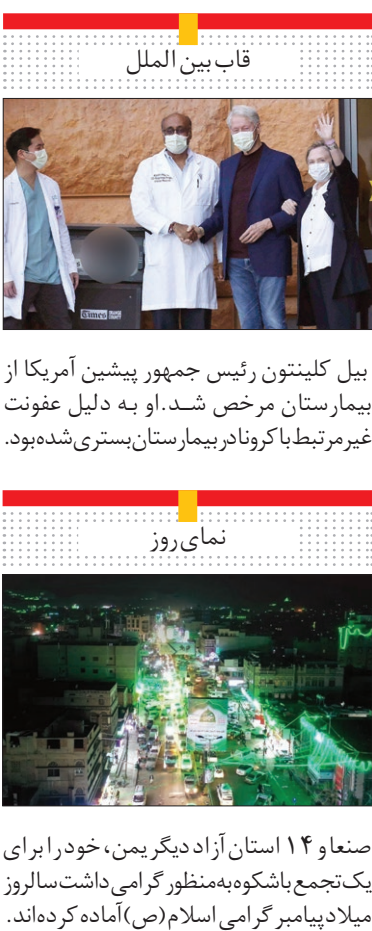 قاب بین الملل
Times
بیل کلینتون رئیس جمهور پیشین آمریکا از
بیمارستان مرخص شد.او به دلیل عفونت
غیرمرتبط با کرونا در بیمارستان بستری شده بود.
نمای روز
صنعا و ۱۴ استان آزاد دیگر یمن، خود را برای
یک تجمع باشکوه به منظور گرامی داشت سالروز
میلاد پیامبر گرامی اسلام (ص) آماده کرده اند.